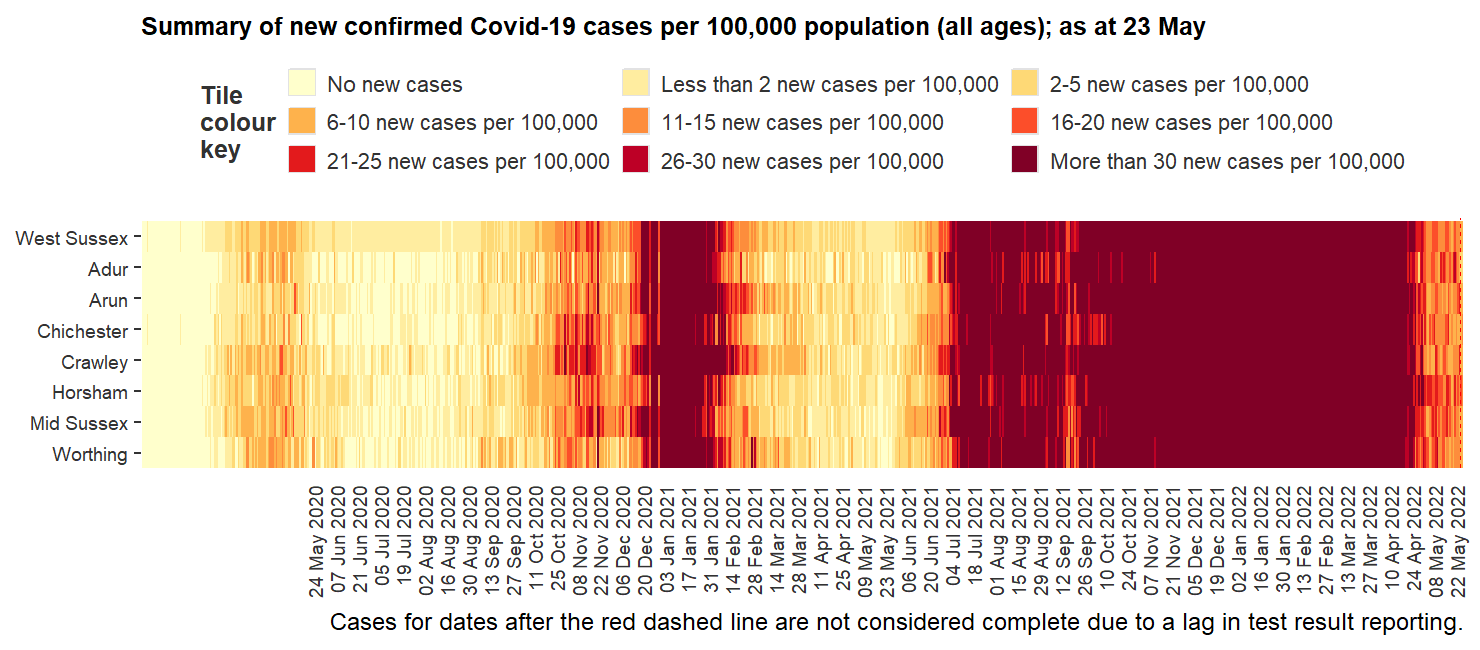 Summary of new confirmed Covid-19 cases per 100,000 population (all ages); as at 23 May
Tile
colour
key
No new cases
Less than 2 new cases per 100,000
2-5 new cases per 100,000
6-10 new cases per 100,000
11-15 new cases per 100,000
16-20 new cases per 100,000
21-25 new cases per 100,000
26-30 new cases per 100,000
More than 30 new cases per 100,000
West Sussex
Adur
Arun
Chichester
Crawley
Horsham
Mid Sussex
Worthing
24 May 2020
07 Jun 2020
21 Jun 2020
05 Jul 2020
19 Jul 2020
02 Aug 2020
16 Aug 2020
30 Aug 2020
13 Sep 2020
27 Sep 2020
11 Oct 2020
25 Oct 2020
08 Nov 2020
22 Nov 2020
06 Dec 2020
20 Dec 2020
03 Jan 2021
17 Jan 2021
31 Jan 2021
14 Feb 2021
28 Feb 2021
14 Mar 2021
28 Mar 2021
11 Apr 2021
25 Apr 2021
09 May 2021
23 May 2021
06 Jun 2021
20 Jun 2021
04 Jul 2021
18 Jul 2021
01 Aug 2021
15 Aug 2021
29 Aug 2021
12 Sep 2021
26 Sep 2021
10 Oct 2021
24 Oct 2021
07 Nov 2021
21 Nov 2021
05 Dec 2021
19 Dec 2021
02 Jan 2022
16 Jan 2022
30 Jan 2022
13 Feb 2022
27 Feb 2022
13 Mar 2022
27 Mar 2022
10 Apr 2022
24 Apr 2022
08 May 2022
22 May 2022
Cases for dates after the red dashed line are not considered complete due to a lag in test result reporting.